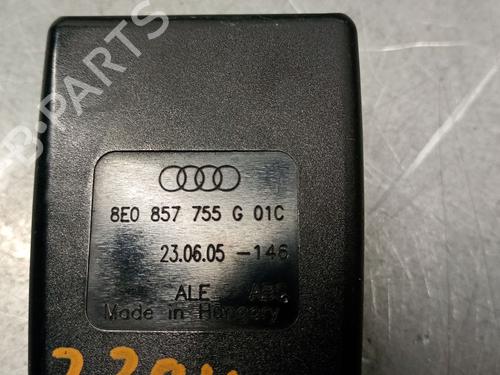 B-PARTS
8E0 857 755 G 01C
23.06.05 -146
ALE
Made in Hungary